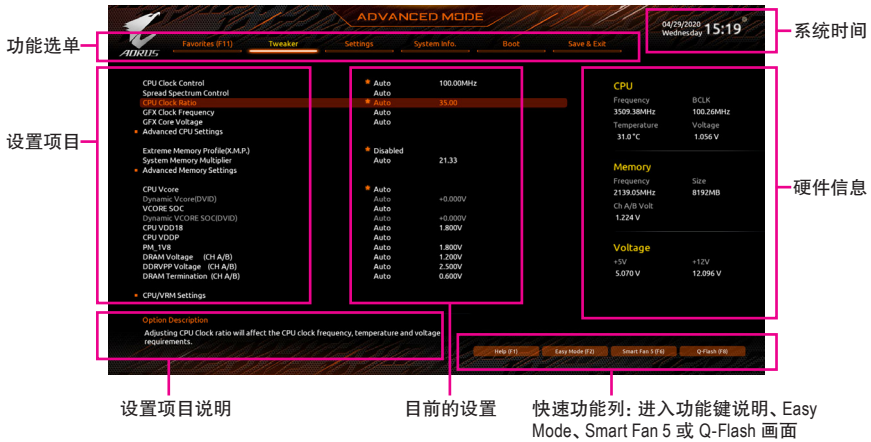 ADVANCED MODE
04/29/2020
Wednesday 15:19
系统时间
功能选单
AORUS
Favorites (F11) Tweaker Settings System Info. Boot Save & Exit
设置项目
CPU Clock Control * Auto 100.00MHz
Spread Spectrum Control Auto
CPU Clock Ratio * Auto 35.00
GFX Clock Frequency * Auto
GFX Core Voltage Auto
Advanced CPU Settings
Extreme Memory Profile(X.M.P.) * Disabled
System Memory Multiplier Auto 21.33
Advanced Memory Settings
CPU Vcore * Auto
Dynamic Vcore(DVID) Auto +0.000V
VCORE SOC Auto
Dynamic VCORE SOC(DVID) Auto +0.000V
CPU VDD18 Auto 1.800V
CPU VDDP Auto
PM_1V8 Auto 1.800V
DRAM Voltage (CH A/B) Auto 1.200V
DDRVPP Voltage (CH A/B) Auto 2.500V
DRAM Termination (CH A/B) Auto 0.600V
CPU/VRM Settings
CPU
Frequency BCLK
3509.38MHz 100.26MHz
Temperature Voltage
31.0 °C 1.056 V
Memory
Frequency Size
2139.05MHz 8192MB
Ch A/B Volt
1.224 V
Voltage
+5V +12V
5.070 V 12.096 V
硬件信息
Option Description
Adjusting CPU Clock ratio will affect the CPU clock frequency, temperature and voltage
requirements.
Help (F1) Easy Mode (F2) Smart Fan 5 (F6) Q-Flash (F8)
设置项目说明
目前的设置
快速功能列: 进入功能键说明、Easy
Mode、Smart Fan 5 或 Q-Flash 画面